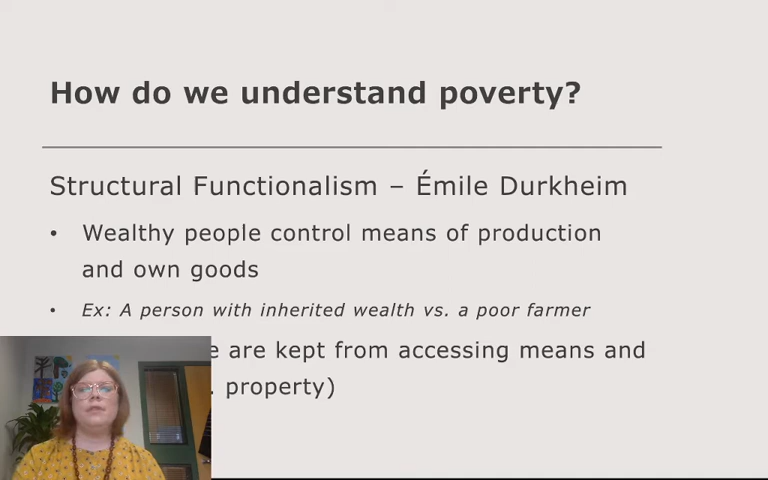 How do we understand poverty?
Structural Functionalism – Émile Durkheim
• Wealthy people control means of production
and own goods
• Ex: A person with inherited wealth vs. a poor farmer
are kept from accessing means and
property)